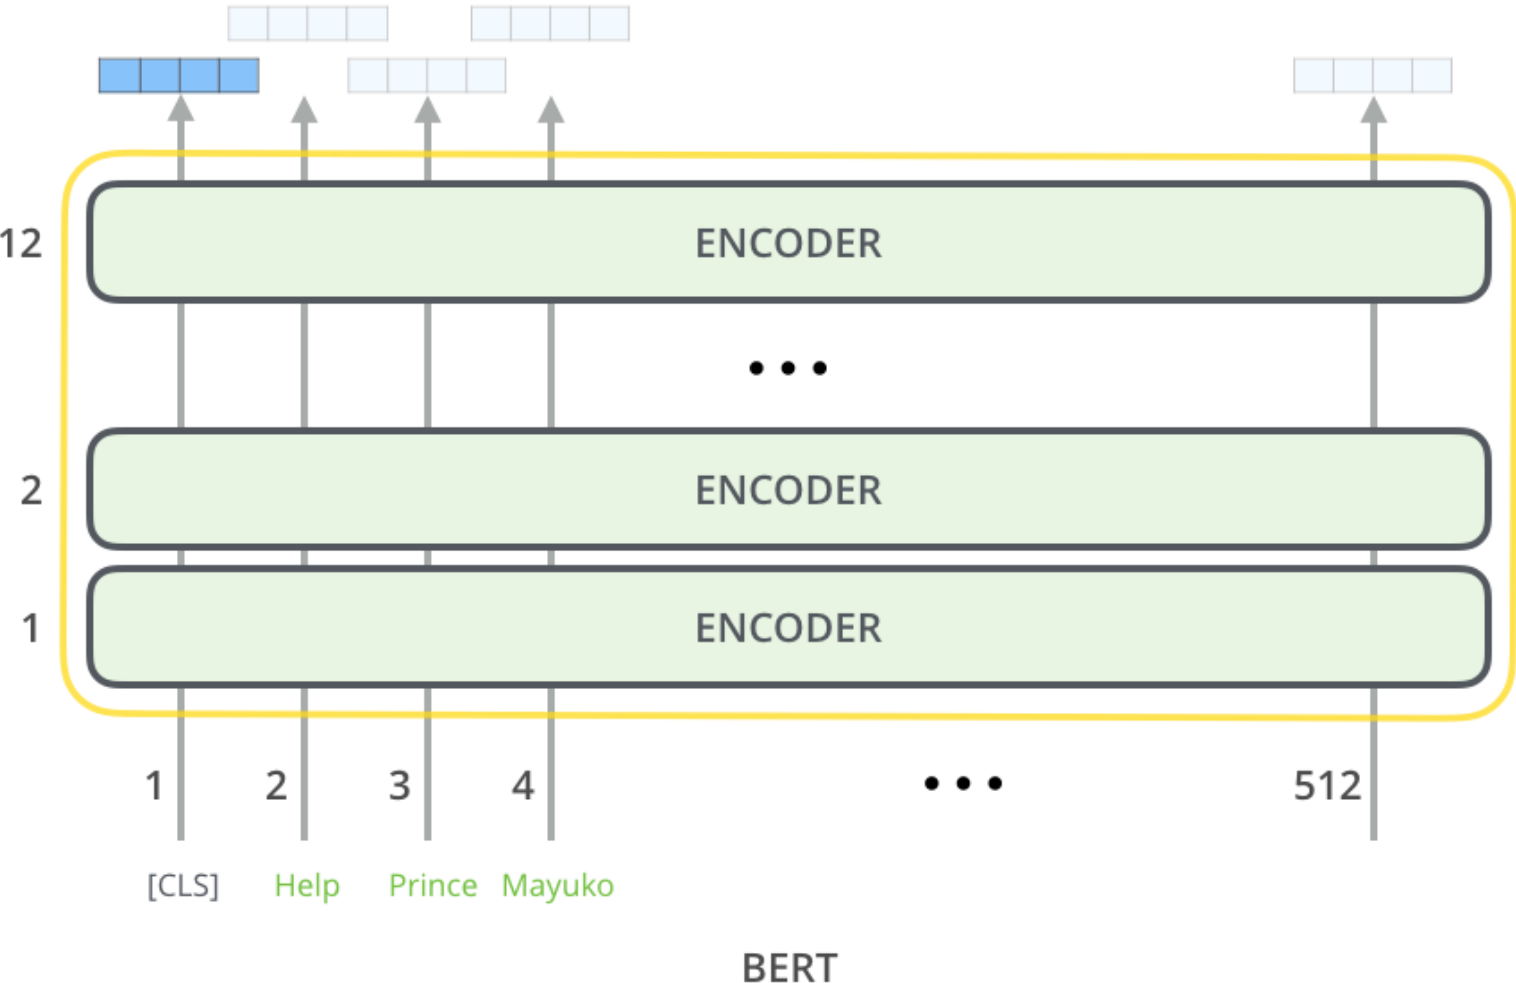 12 ENCODER
...
2 ENCODER
1 ENCODER
1 2 3 4 ... 512
[CLS] Help Prince Mayuko
BERT